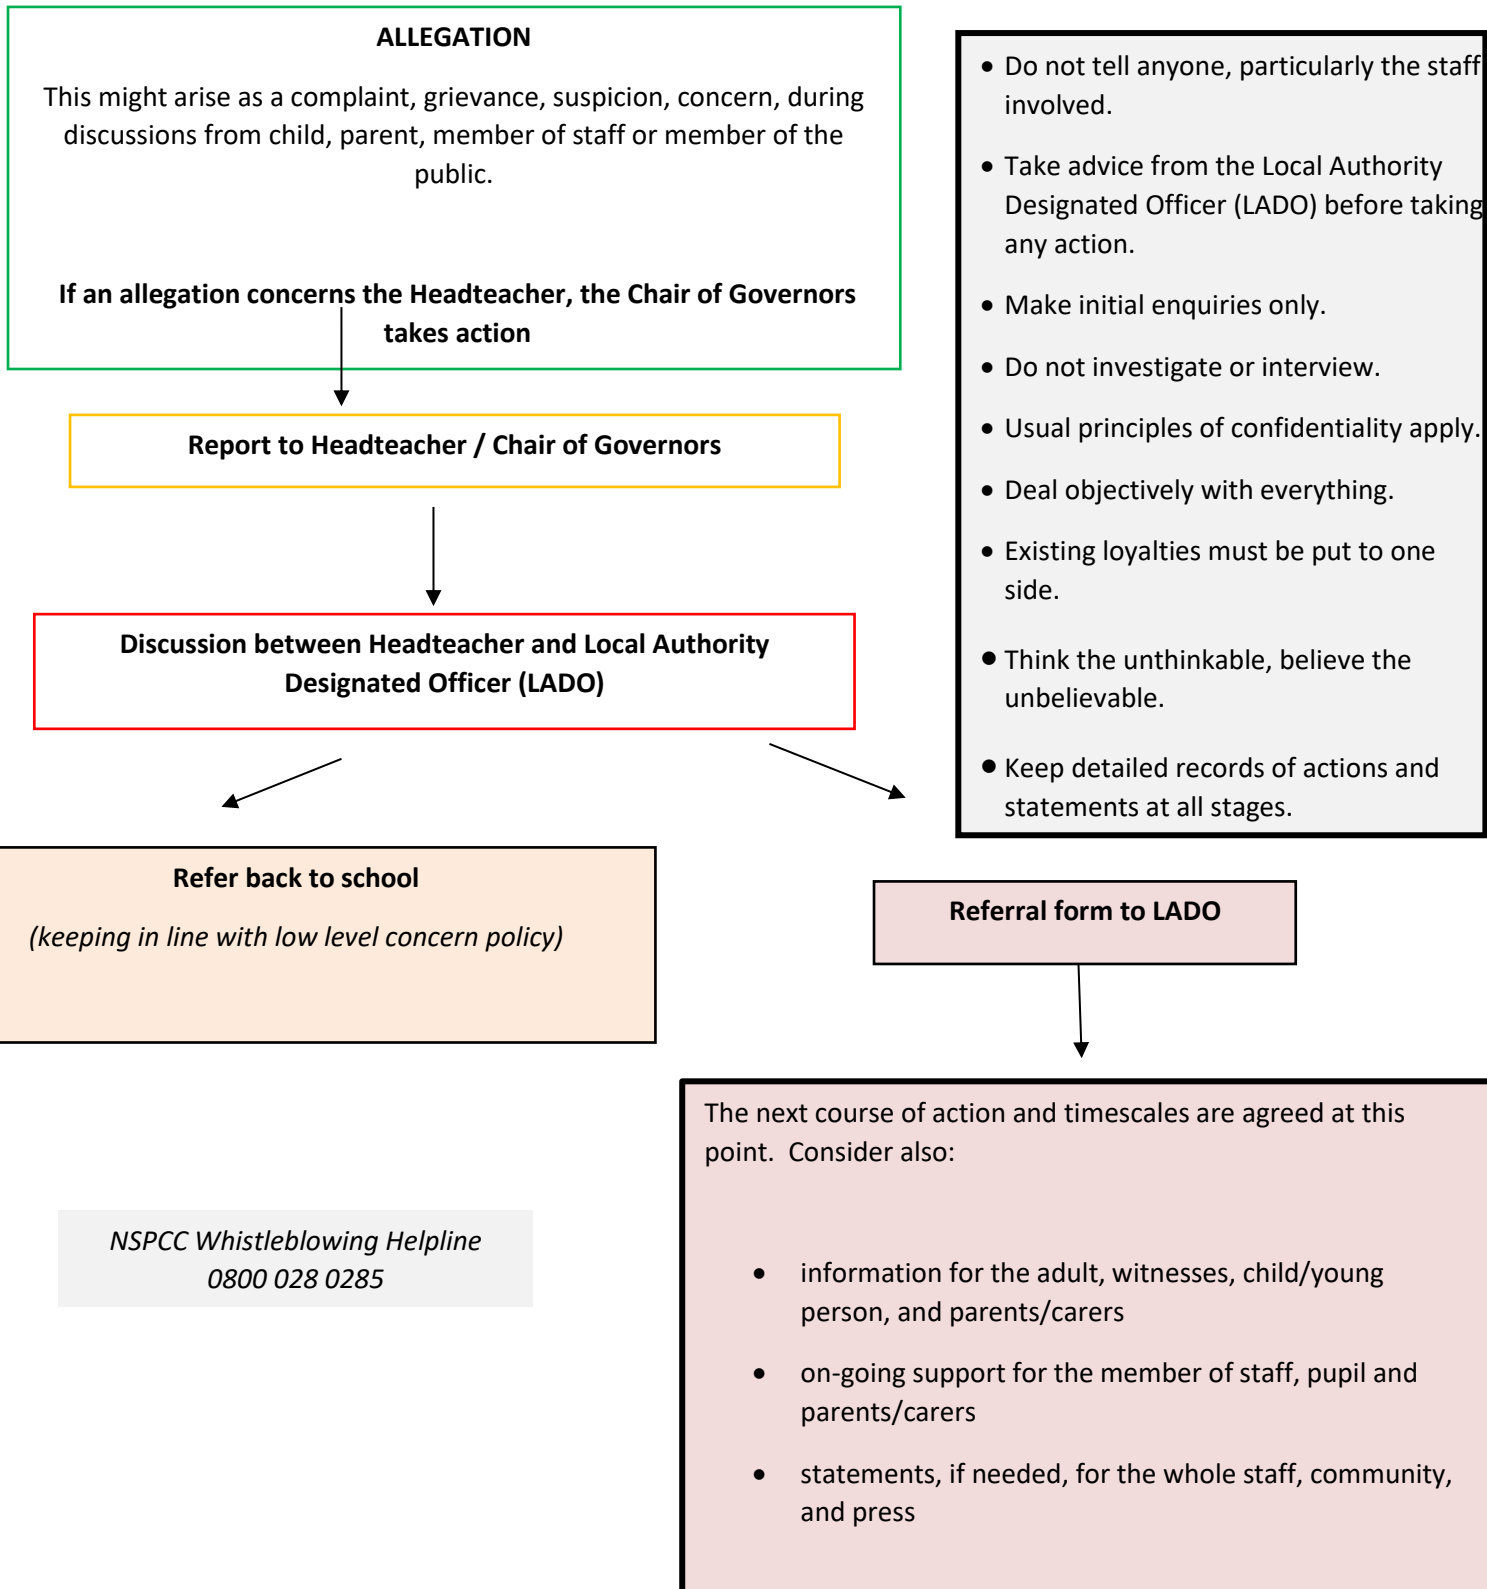 ALLEGATION
This might arise as a complaint, grievance, suspicion, concern, during
discussions from child, parent, member of staff or member of the
public.
If an allegation concerns the Headteacher, the Chair of Governors
takes action
Report to Headteacher / Chair of Governors
Discussion between Headteacher and Local Authority
Designated Officer (LADO)
• Do not tell anyone, particularly the staff
involved.
• Take advice from the Local Authority
Designated Officer (LADO) before taking
any action.
• Make initial enquiries only.
• Do not investigate or interview.
• Usual principles of confidentiality apply.
• Deal objectively with everything.
• Existing loyalties must be put to one
side.
• Think the unthinkable, believe the
unbelievable.
• Keep detailed records of actions and
statements at all stages.
Refer back to school
(keeping in line with low level concern policy)
Referral form to LADO
The next course of action and timescales are agreed at this
point. Consider also:
• information for the adult, witnesses, child/young
person, and parents/carers
• on-going support for the member of staff, pupil and
parents/carers
• statements, if needed, for the whole staff, community,
and press
NSPCC Whistleblowing Helpline
0800 028 0285